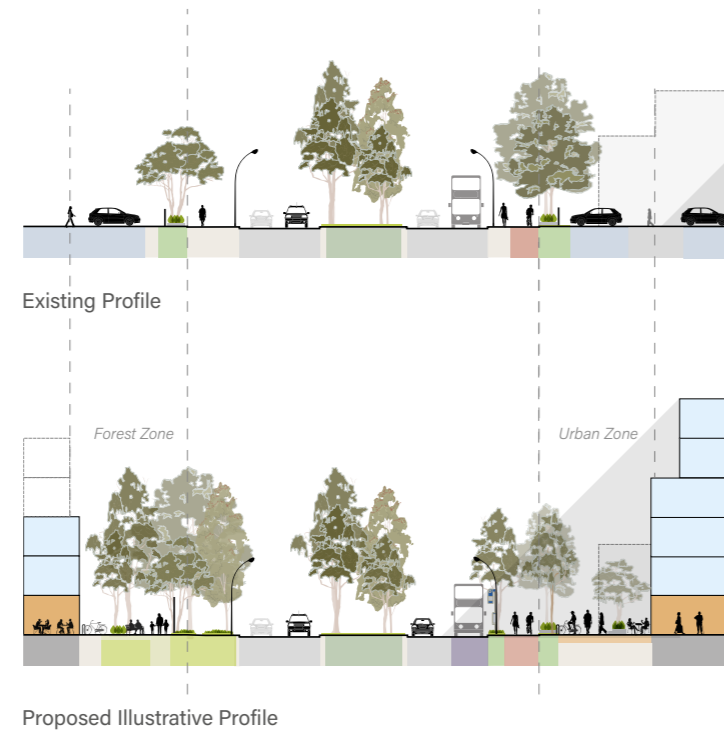 Existing Profile
Forest Zone
Urban Zone
Proposed Illustrative Profile